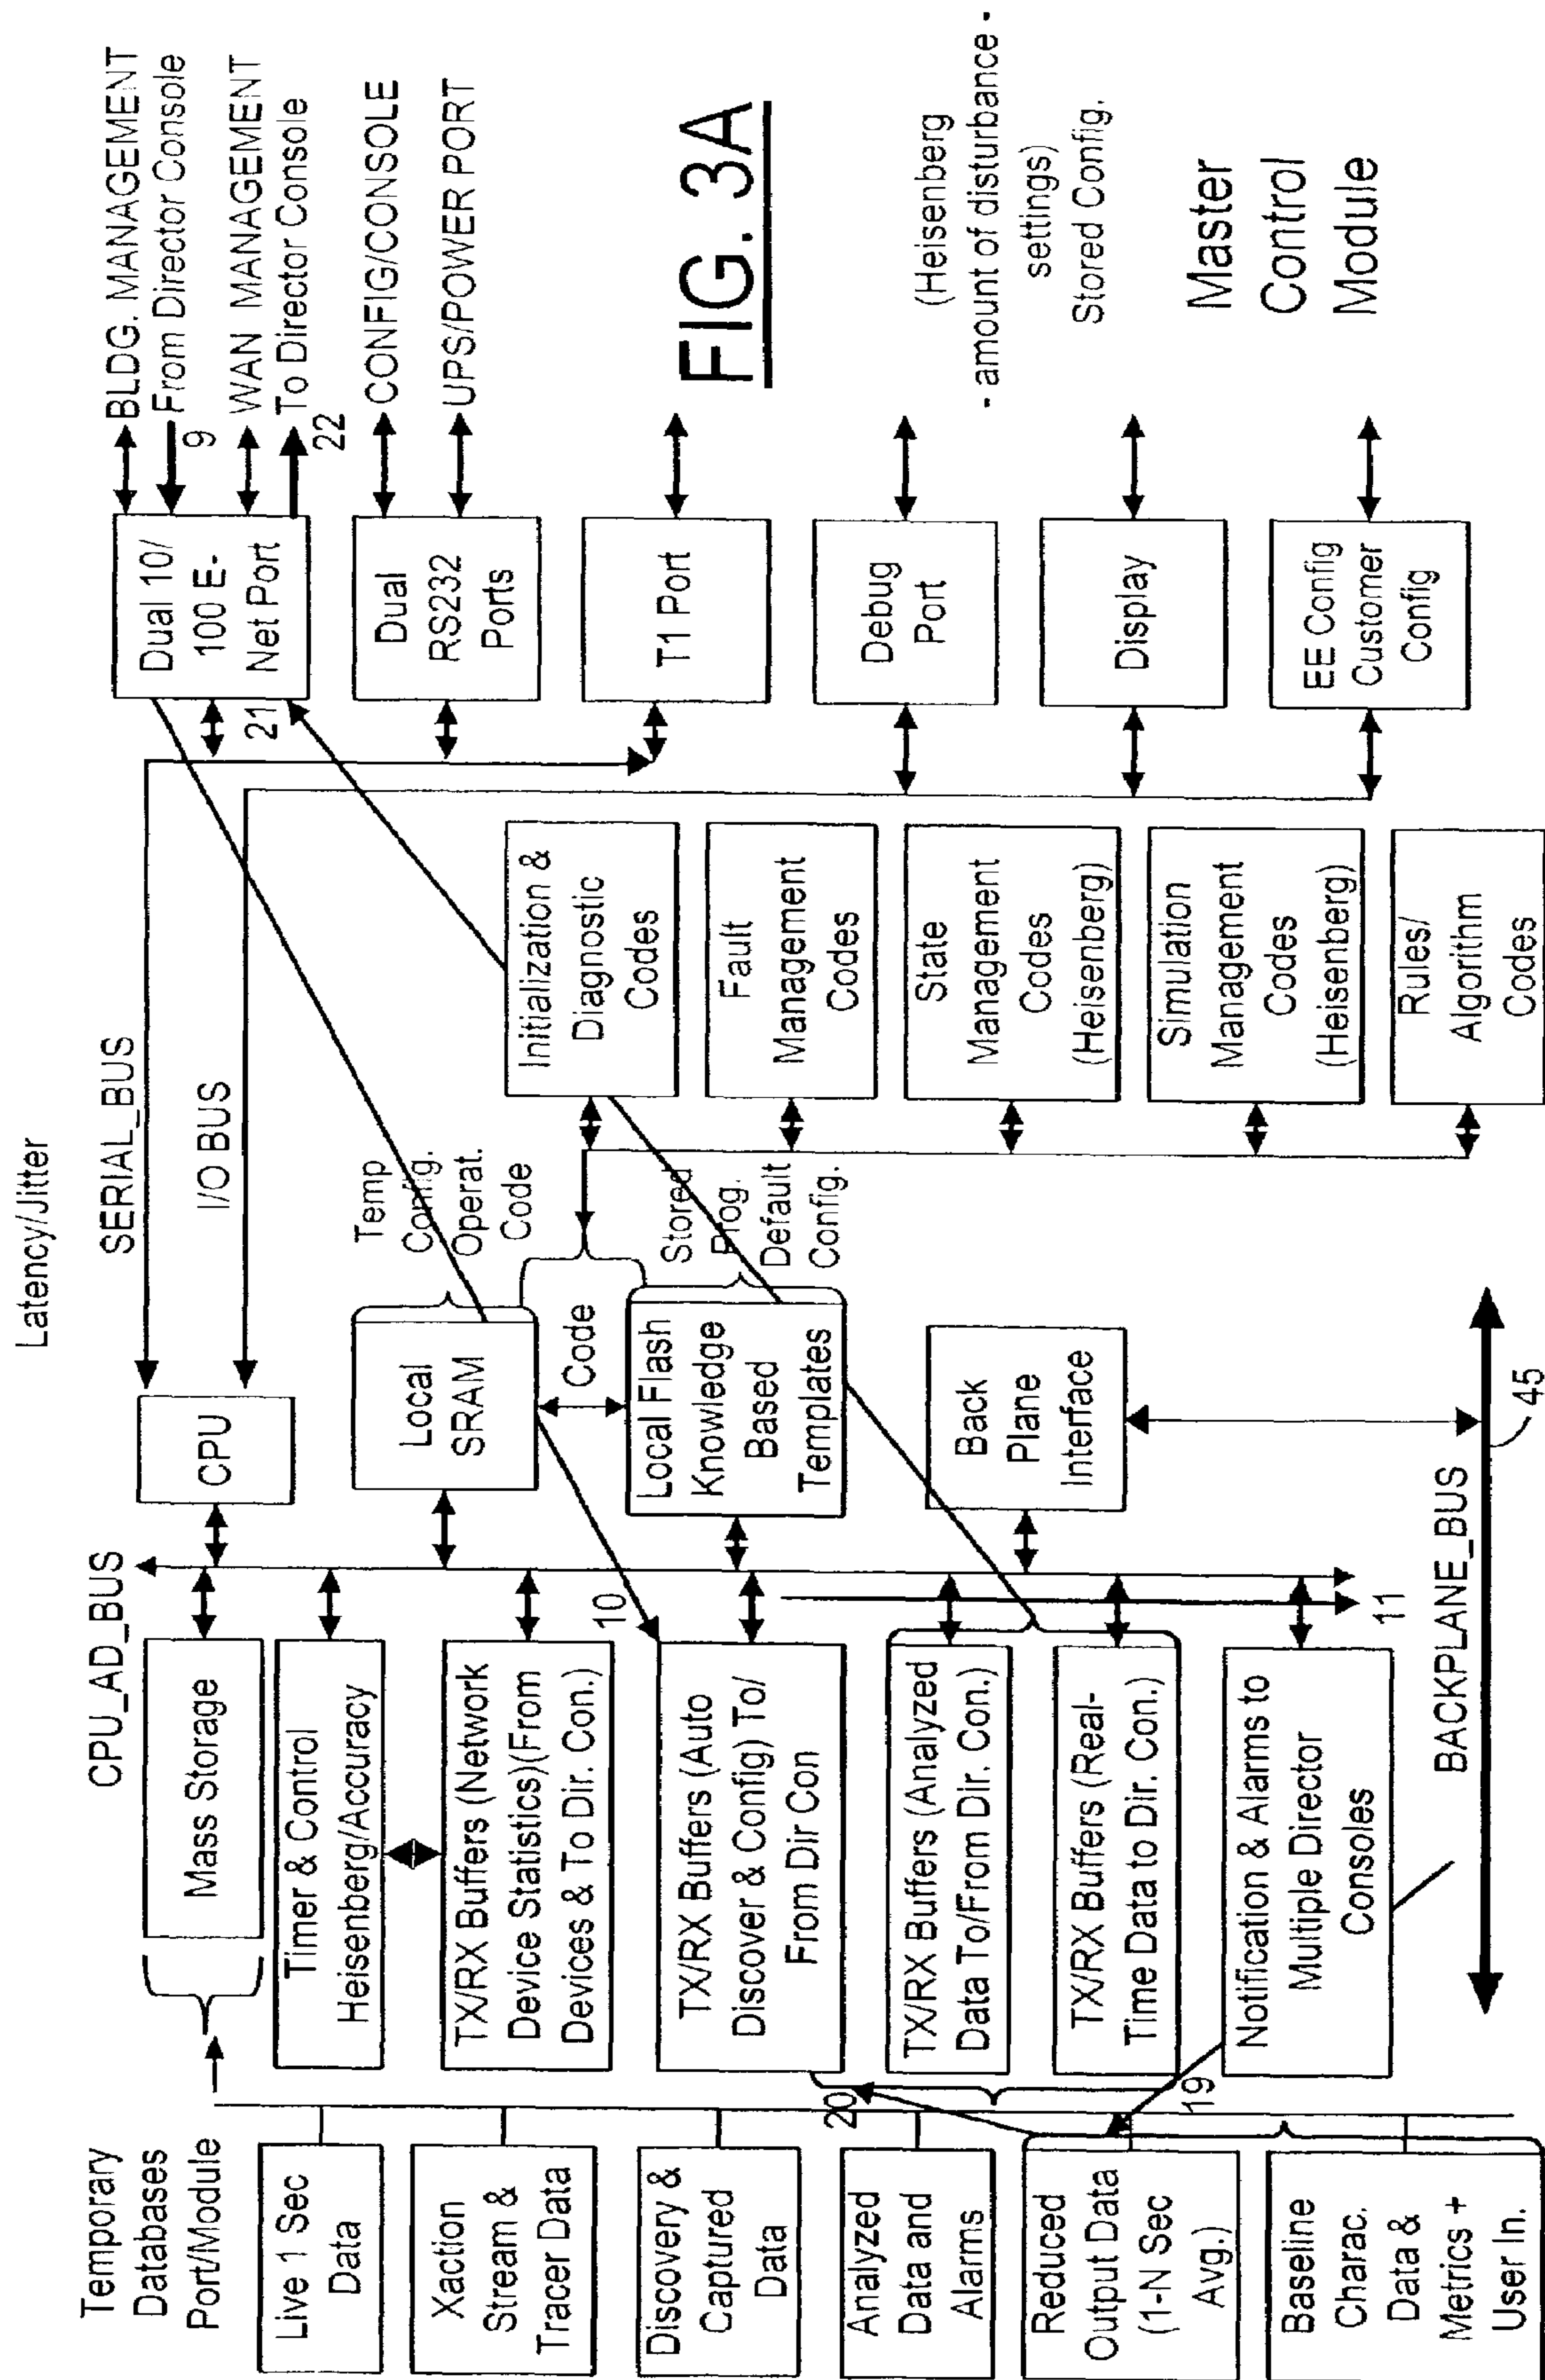 Latency/Jitter
SERIAL_BUS
I/O BUS
CPU_AD_BUS
Temporary
Databases
Port/Module
Live 1 Sec
Data
Xaction
Stream &
Tracer Data
Discovery &
Captured
Data
Analyzed
Data and
Alarms
Reduced
Output Data
(1-N Sec
Avg.)
Baseline
Charac.
Data &
Metrics +
User In.
Mass Storage
Timer & Control
Heisenberg/Accuracy
TX/RX Buffers (Network
Device Statistics)(From
Devices & To Dir. Con.)
10
TX/RX Buffers (Auto
Discover & Config) To/
From Dir Con
20
TX/RX Buffers (Analyzed
Data To/From Dir. Con.)
TX/RX Buffers (Real-
Time Data to Dir. Con.)
19
Notification & Alarms to
Multiple Director
Consoles
11
BACKPLANE_BUS
45
CPU
Local
SRAM
Code
Local Flash
Knowledge
Based
Templates
Back
Plane
Interface
Temp
Config.
Operat.
Code
Stored
Prog.
Default
Config.
Initialization &
Diagnostic
Codes
Fault
Management
Codes
State
Management
Codes
(Heisenberg)
Simulation
Management
Codes
(Heisenberg)
Rules/
Algorithm
Codes
Dual 10/
100 E-
Net Port
21
Dual
RS232
Ports
T1 Port
Debug
Port
Display
EE Config
Customer
Config
BLDG. MANAGEMENT
From Director Console
9
WAN MANAGEMENT
To Director Console
22
CONFIG/CONSOLE
UPS/POWER PORT
FIG. 3A
(Heisenberg
- amount of disturbance -
settings)
Stored Config.
Master
Control
Module